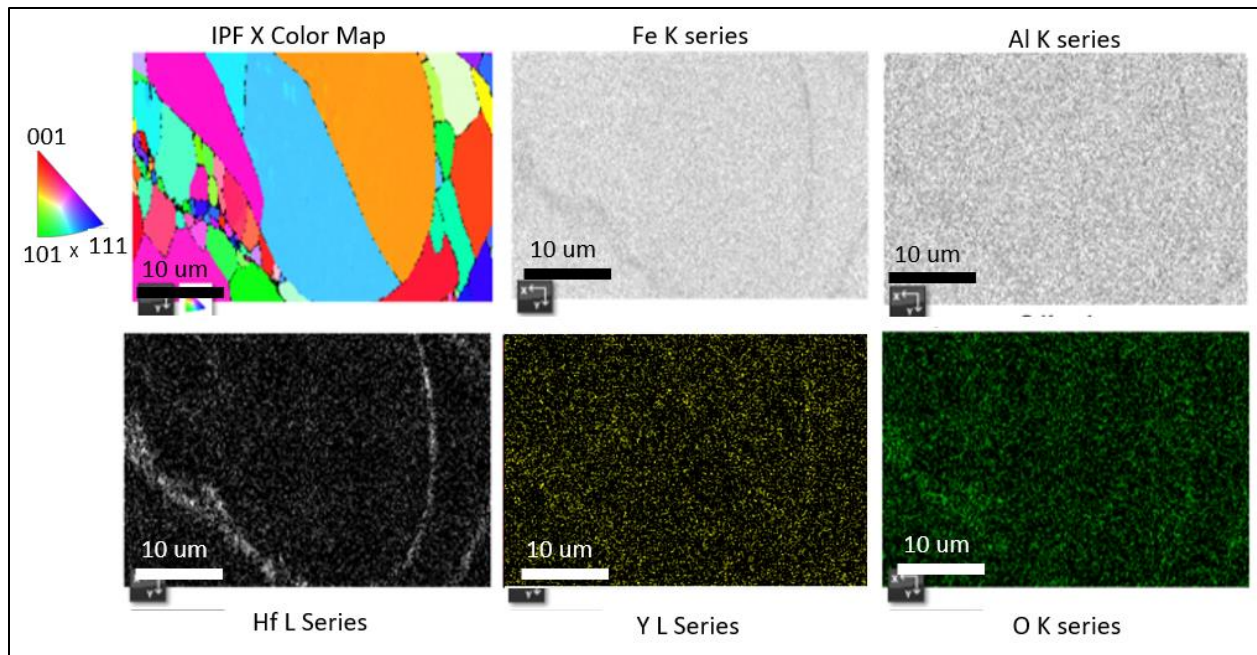 IPF X Color Map
Fe K series
Al K series
001
101 x 111
10 um
10 um
10 um
X
Y
X
Y
Y
10 um
10 um
10 um
Y
Y
Y
Hf L Series
Y L Series
O K series